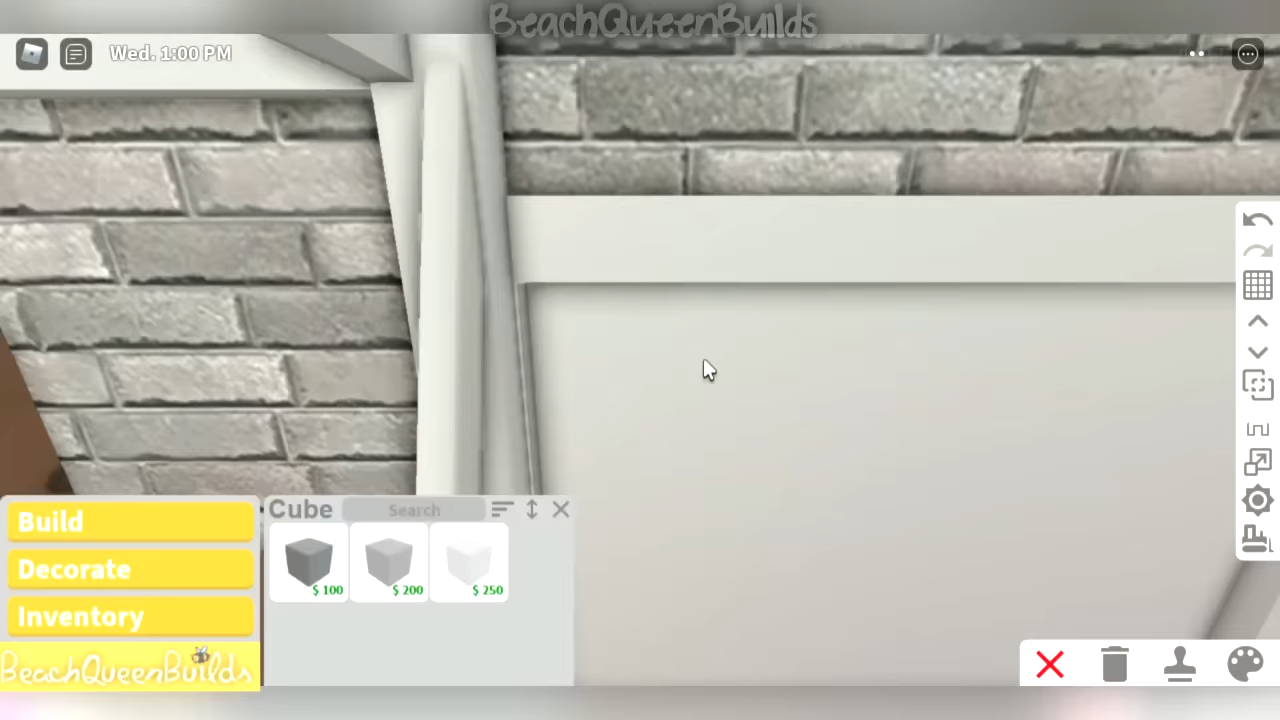 BeachQueenBuilds
Wed. 1:00 PM
Cube
Search
Build
Decorate
Inventory
$ 100
$ 200
$ 250
BeachQueenBuilds